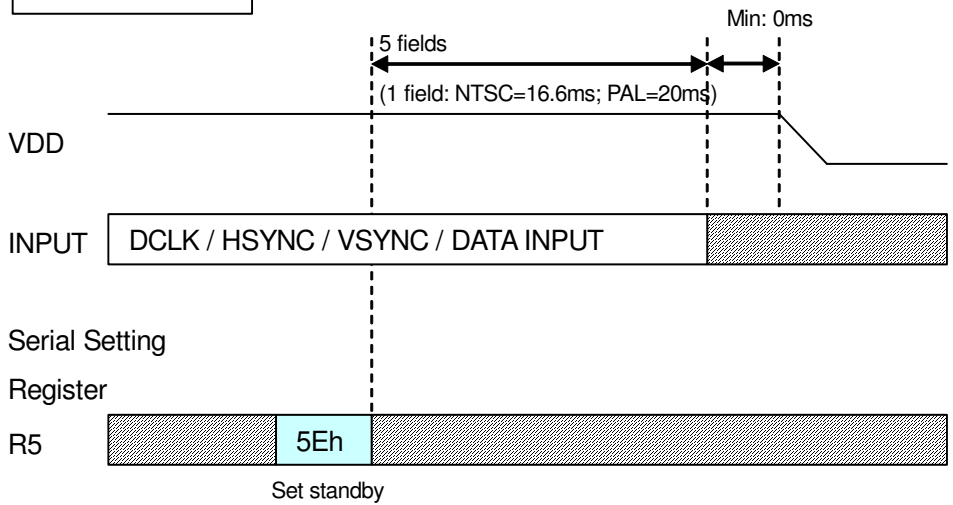 Min: 0ms
5 fields
(1 field: NTSC=16.6ms; PAL=20ms)
VDD
INPUT
DCLK / HSYNC / VSYNC / DATA INPUT
Serial Setting
Register
R5
5Eh
Set standby